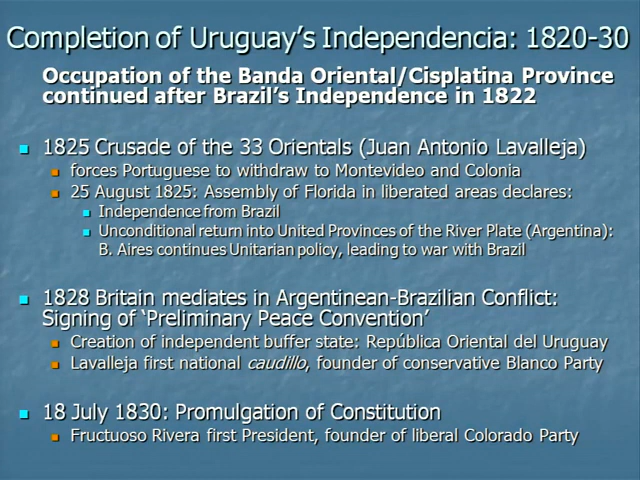 Completion of Uruguay's Independencia: 1820-30
Occupation of the Banda Oriental/Cisplatina Province
continued after Brazil's Independence in 1822
1825 Crusade of the 33 Orientals (Juan Antonio Lavalleja)
forces Portuguese to withdraw to Montevideo and Colonia
25 August 1825: Assembly of Florida in liberated areas declares:
Independence from Brazil
Unconditional return into United Provinces of the River Plate (Argentina):
B. Aires continues Unitarian policy, leading to war with Brazil
1828 Britain mediates in Argentinean-Brazilian Conflict:
Signing of 'Preliminary Peace Convention'
Creation of independent buffer state: República Oriental del Uruguay
Lavalleja first national caudillo, founder of conservative Blanco Party
18 July 1830: Promulgation of Constitution
Fructuoso Rivera first President, founder of liberal Colorado Party